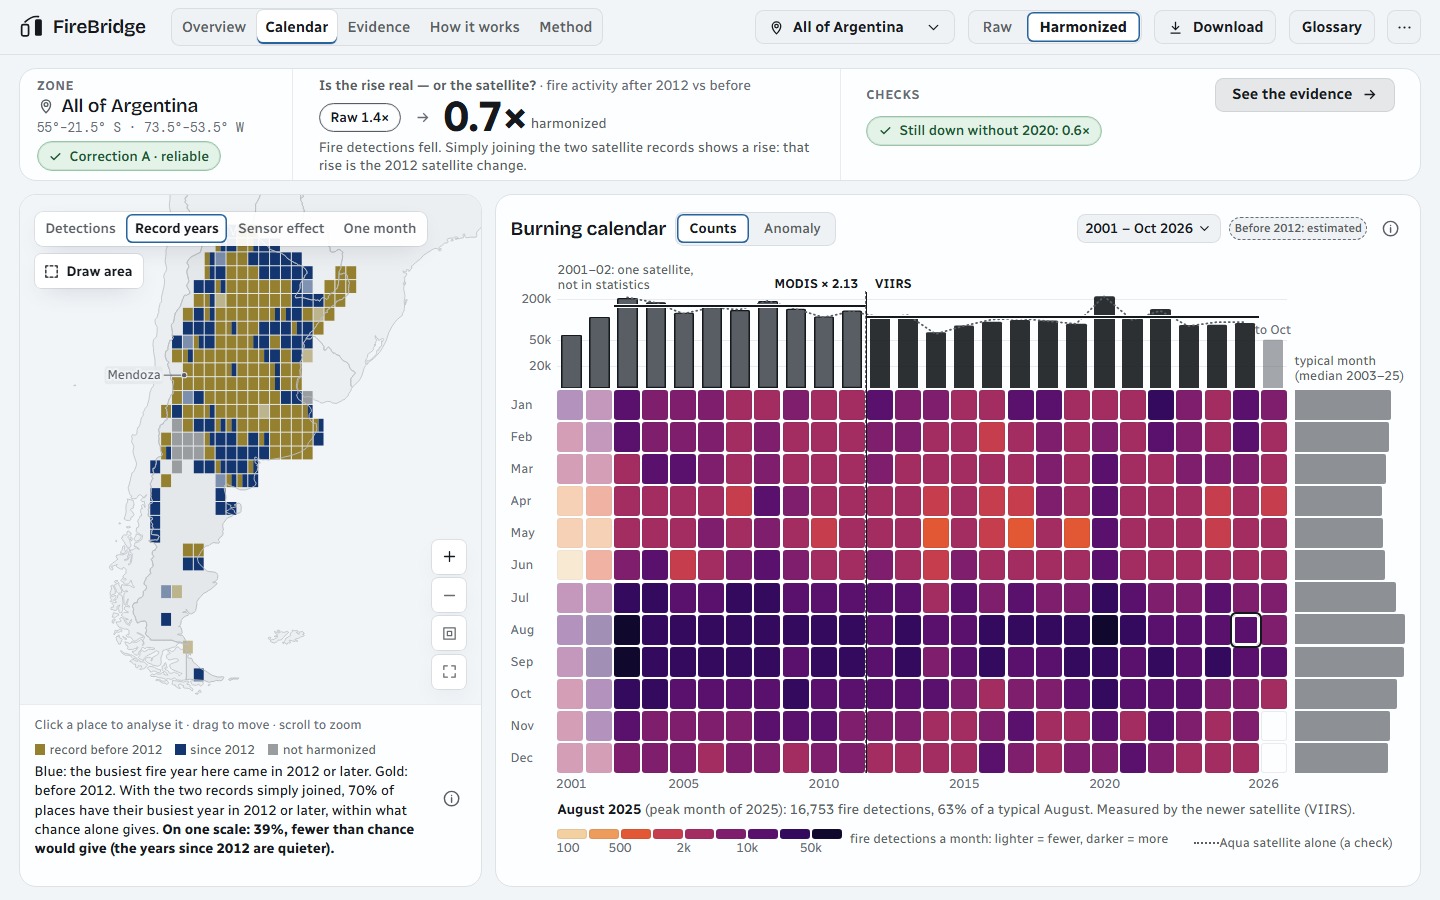 FireBridge
Overview Calendar Evidence How it works Method
All of Argentina
Raw Harmonized
Download
Glossary
ZONE
All of Argentina
55°–21.5° S · 73.5°–53.5° W
Correction A · reliable
Is the rise real — or the satellite? · fire activity after 2012 vs before
Raw 1.4× → 0.7× harmonized
Fire detections fell. Simply joining the two satellite records shows a rise: that
rise is the 2012 satellite change.
CHECKS
See the evidence →
Still down without 2020: 0.6×
Detections Record years Sensor effect One month
Draw area
Mendoza
Click a place to analyse it · drag to move · scroll to zoom
record before 2012 since 2012 not harmonized
Blue: the busiest fire year here came in 2012 or later. Gold:
before 2012. With the two records simply joined, 70% of
places have their busiest year in 2012 or later, within what
chance alone gives. On one scale: 39%, fewer than chance
would give (the years since 2012 are quieter).
Burning calendar
Counts Anomaly
2001 – Oct 2026
Before 2012: estimated
2001–02: one satellite,
not in statistics
MODIS × 2.13 VIIRS
200k
50k
20k
to Oct
typical month
(median 2003–25)
Jan
Feb
Mar
Apr
May
Jun
Jul
Aug
Sep
Oct
Nov
Dec
2001 2005 2010 2015 2020 2026
August 2025 (peak month of 2025): 16,753 fire detections, 63% of a typical August. Measured by the newer satellite (VIIRS).
100 500 2k 10k 50k
fire detections a month: lighter = fewer, darker = more
Aqua satellite alone (a check)